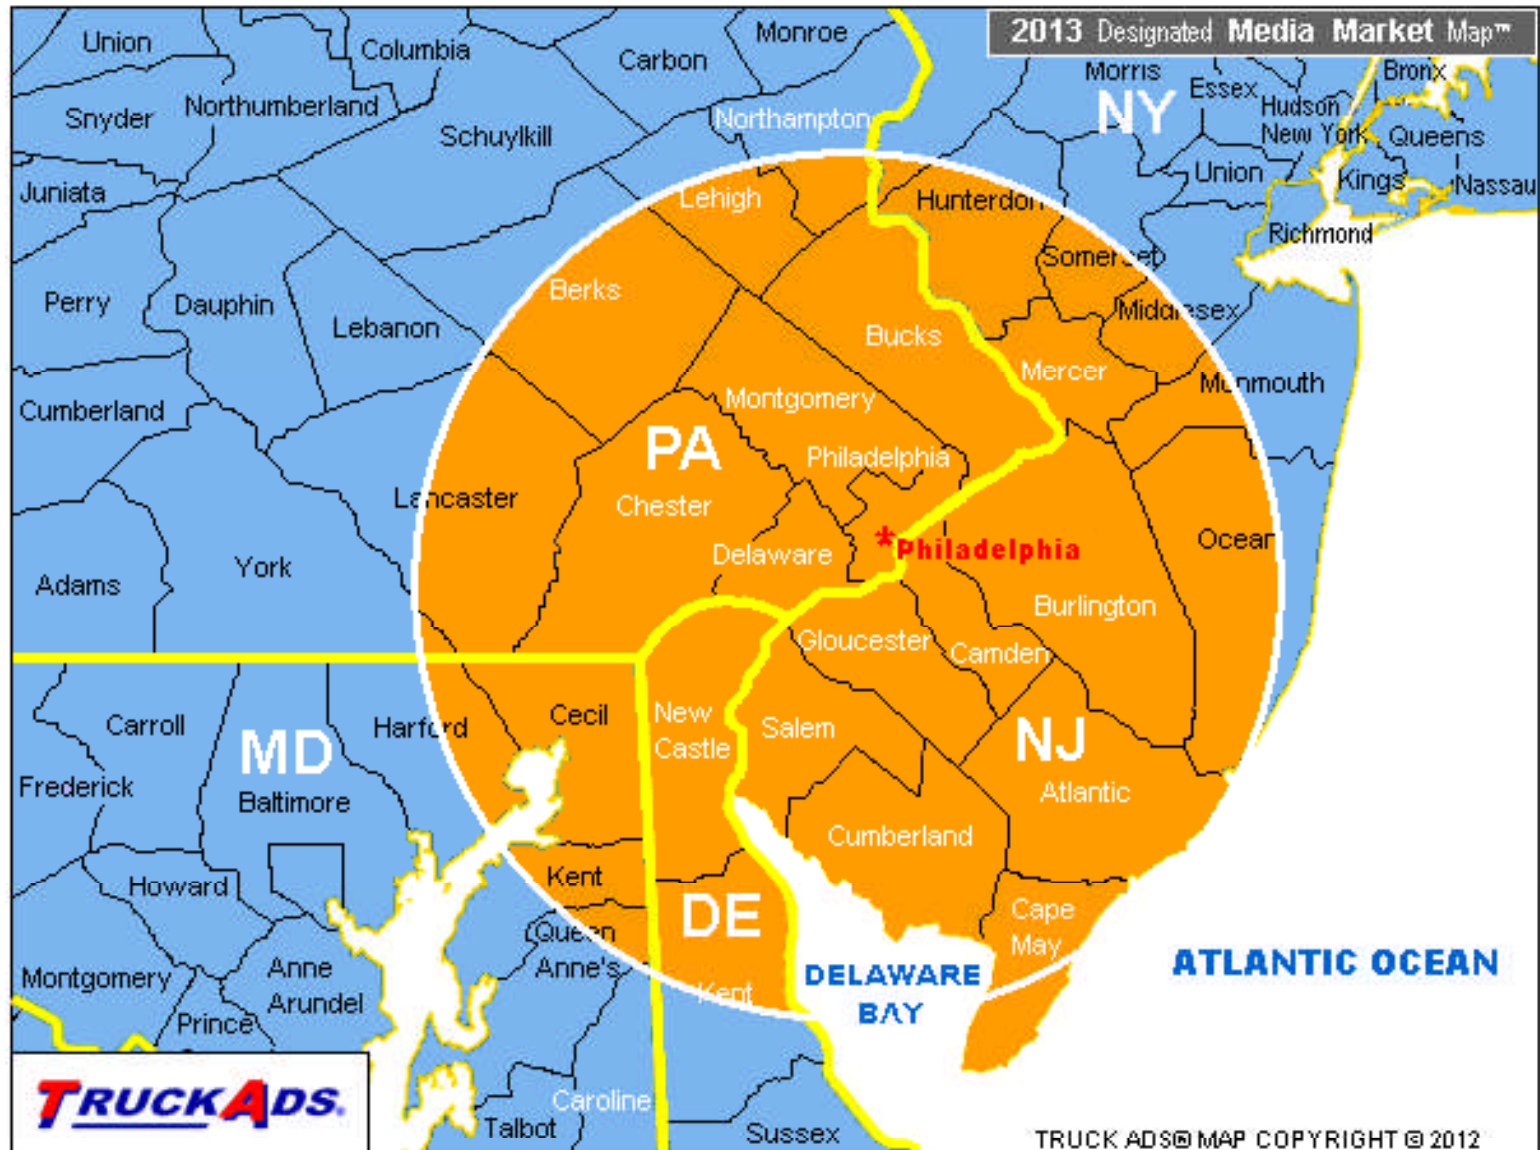 2013 Designated Media Market Map™
Union
Columbia
Carbon
Monroe
Morris
Essex
Bronx
Snyder
Northumberland
Schuylkill
Northampton
NY
Hudson
New York
Queens
Juniata
Lehigh
Hunterdon
Union
Kings
Nassau
Richmond
Somerset
Perry
Dauphin
Lebanon
Berks
Bucks
Middlesex
Mercer
Monmouth
Cumberland
Montgomery
PA
Philadelphia
Lancaster
Chester
Ocean
Adams
York
Delaware
*Philadelphia
Burlington
Gloucester
Camden
Carroll
MD
Harford
Cecil
New
Castle
Salem
NJ
Frederick
Baltimore
Atlantic
Cumberland
Howard
Kent
DE
Cape
May
Queen
Anne's
Montgomery
Anne
Arundel
Prince
Kent
DELAWARE
BAY
ATLANTIC OCEAN
TRUCKADS.
Caroline
Talbot
Sussex
TRUCK ADS® MAP COPYRIGHT © 2012